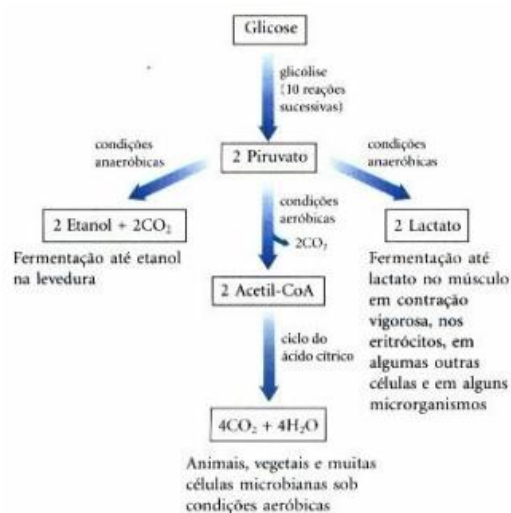 Glicose
glicólise
(10 reações
sucessivas)
condições
anaeróbicas
2 Piruvato
condições
anaeróbicas
2 Etanol + 2CO₂
Fermentação até etanol
na levedura
condições
aeróbicas
2CO₂
2 Lactato
Fermentação até
lactato no músculo
em contração
vigorosa, nos
eritrócitos, em
algumas outras
células e em alguns
microrganismos
2 Acetil-CoA
ciclo do
ácido cítrico
4CO₂ + 4H₂O
Animais, vegetais e muitas
células microbianas sob
condições aeróbicas